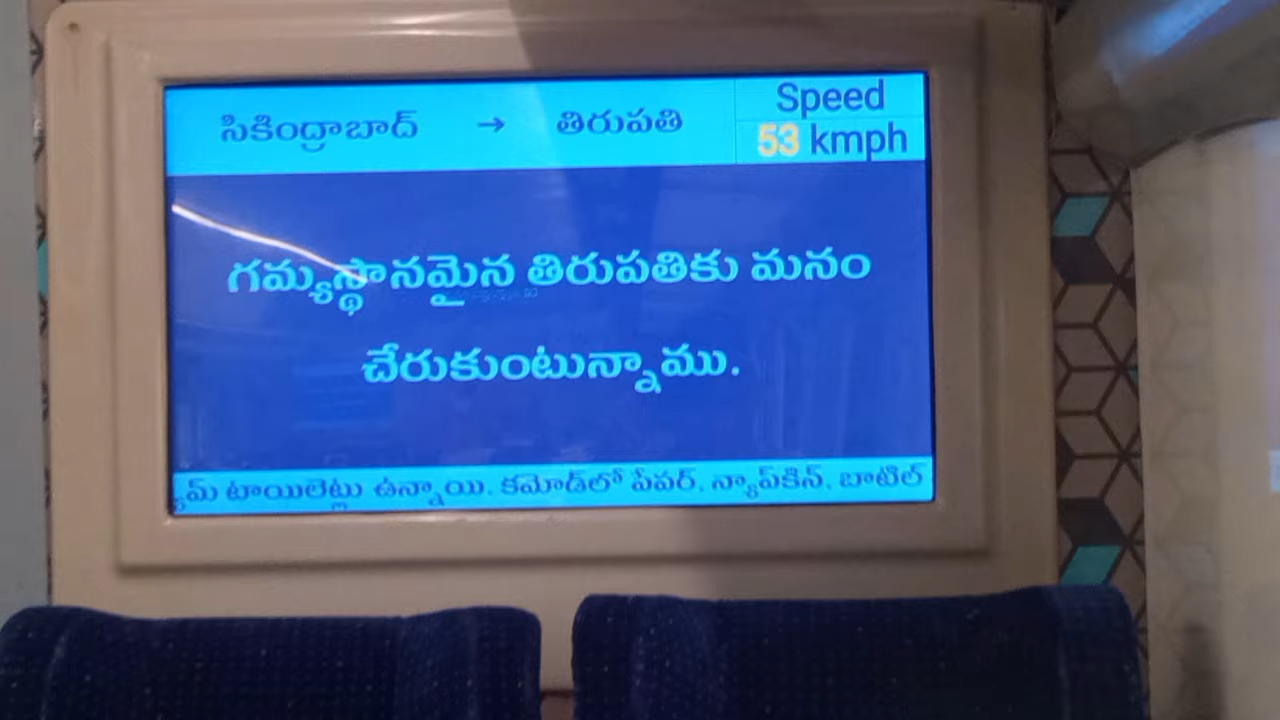 సికింద్రాబాద్ → తిరుపతి
Speed
53 kmph
గమ్యస్థానమైన తిరుపతికు మనం
చేరుకుంటున్నాము.
టాయిలెట్లు ఉన్నాయి. కమోడ్‌లో పేపర్, న్యాప్‌కిన్, బాటిల్